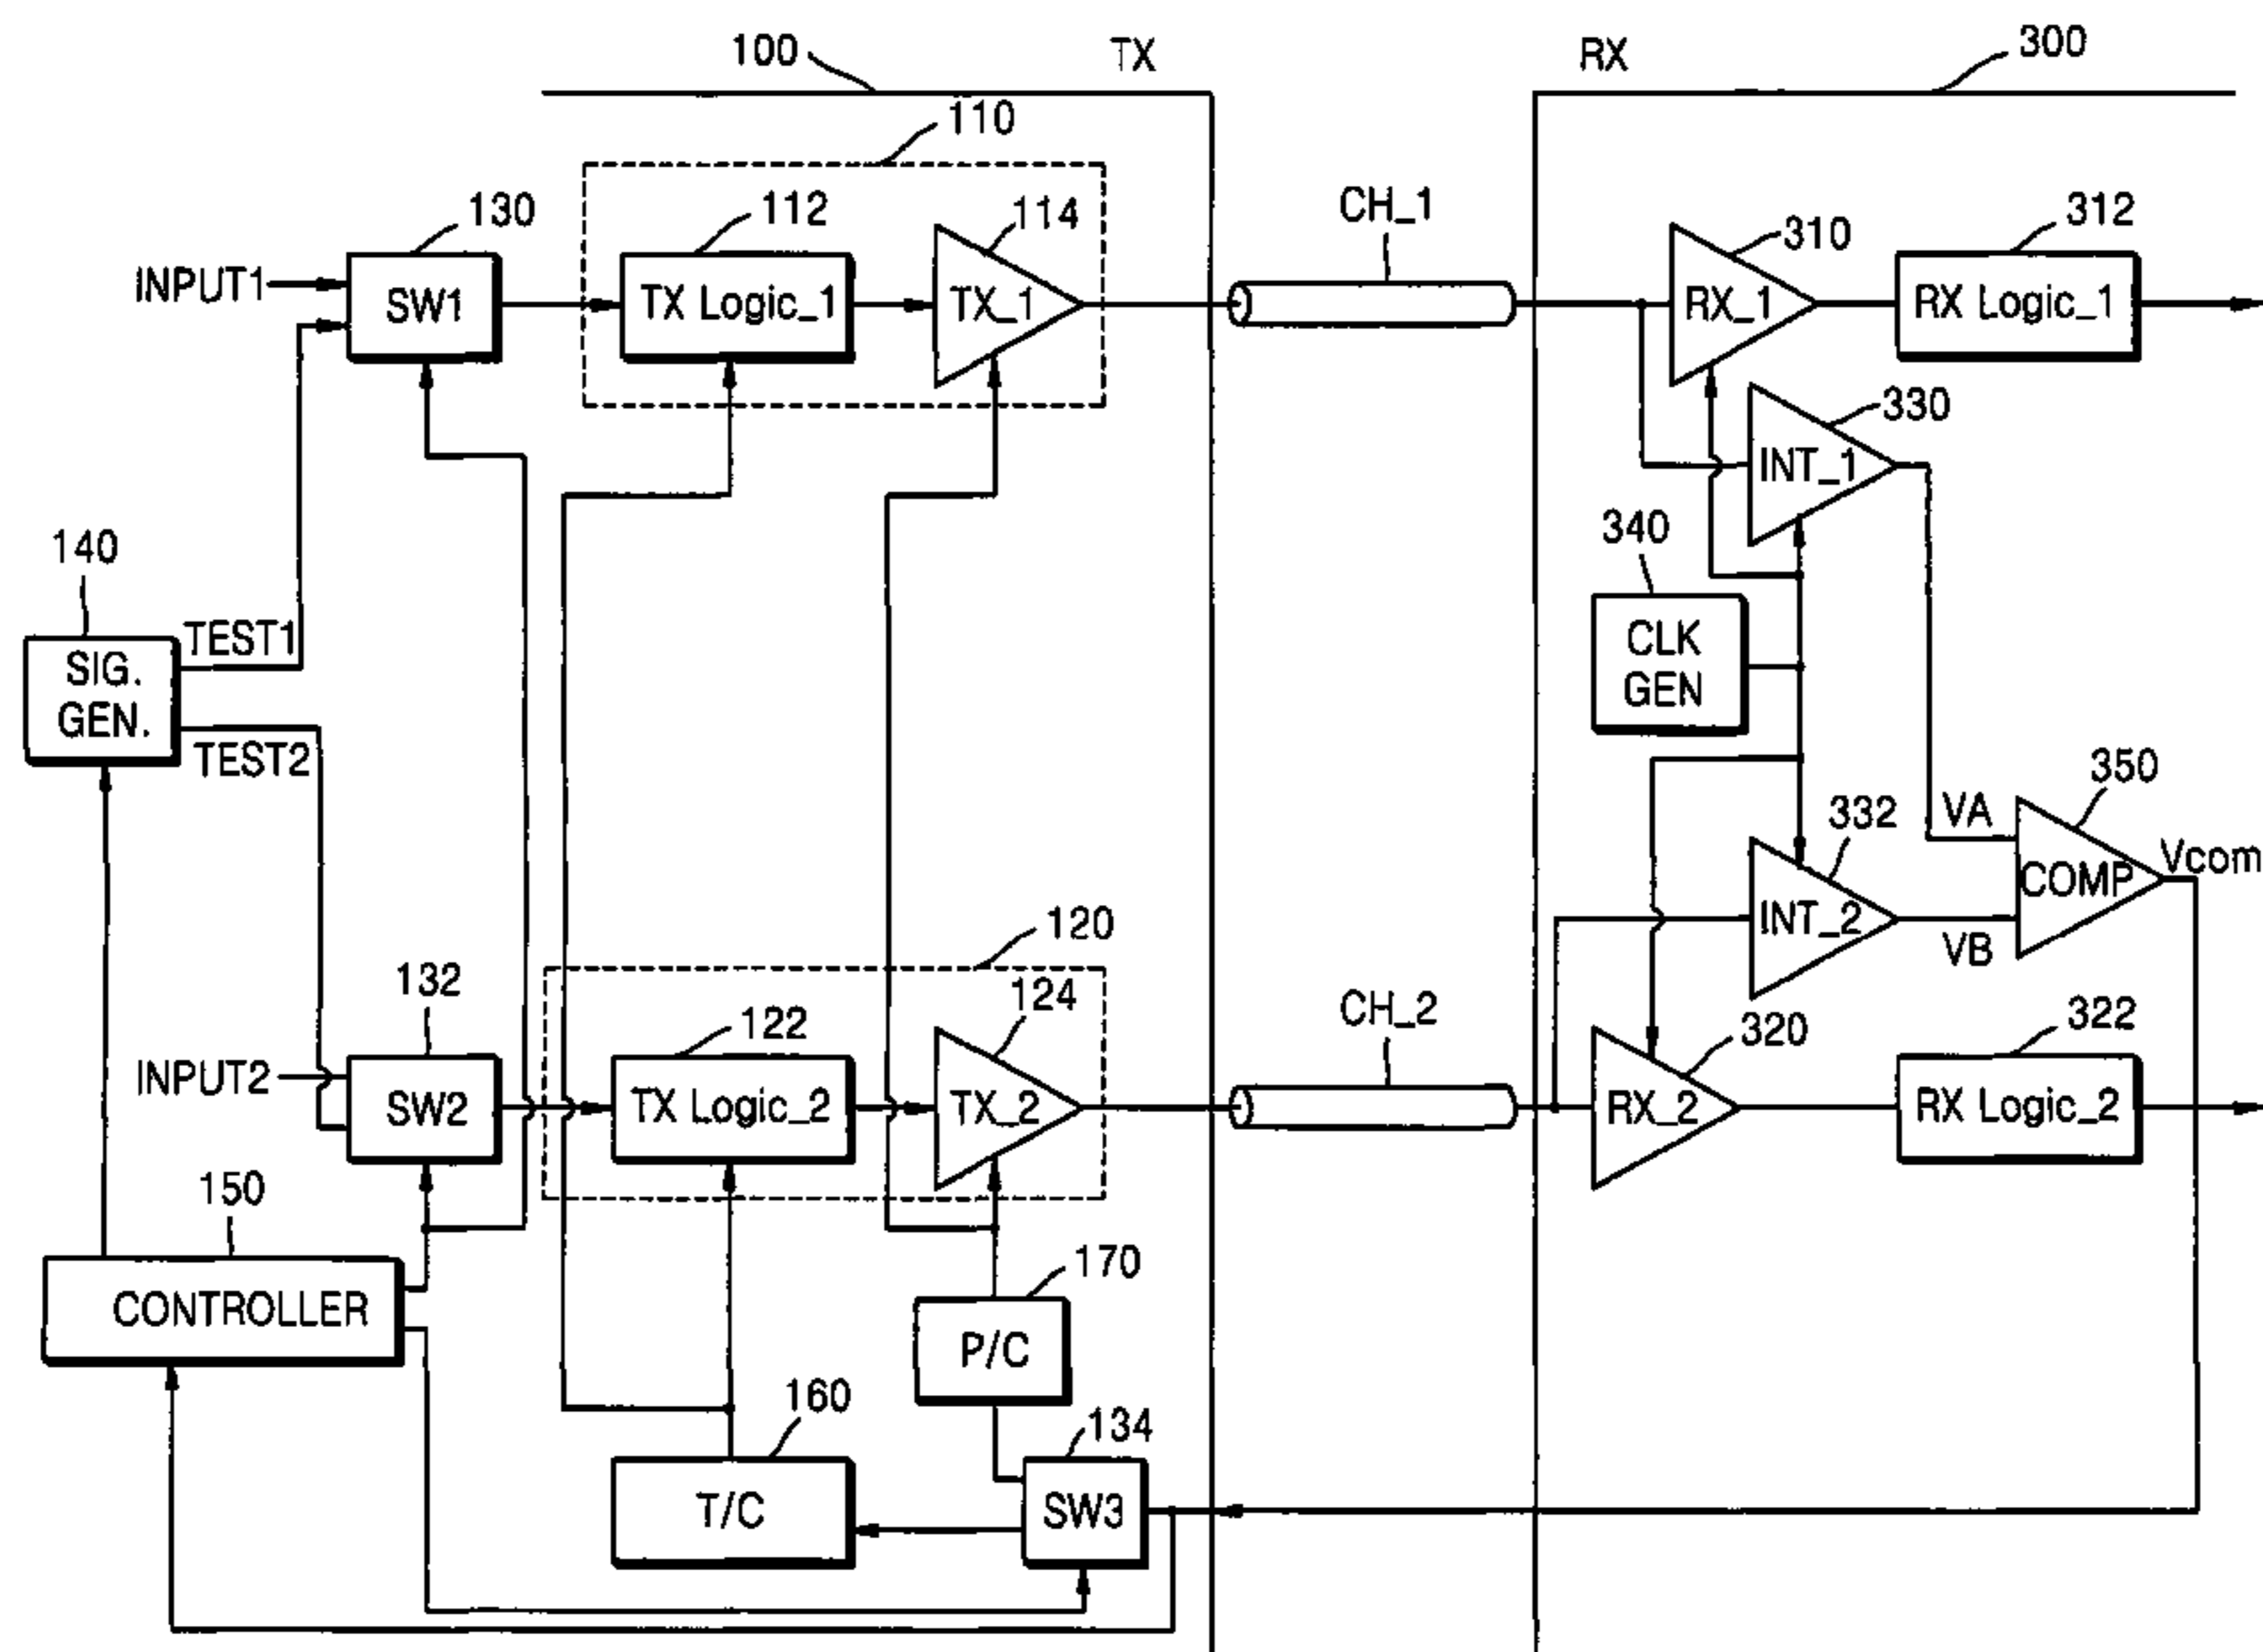 100
TX
RX
300
110
130
112
114
CH_1
310
312
INPUT1
SW1
TX Logic_1
TX_1
RX_1
RX Logic_1
330
INT_1
140
340
SIG.
GEN.
TEST1
TEST2
CLK
GEN
350
332
VA
COMP
Vcom
120
INT_2
VB
132
122
124
CH_2
320
322
INPUT2
SW2
TX Logic_2
TX_2
RX_2
RX Logic_2
150
170
CONTROLLER
P/C
160
134
T/C
SW3